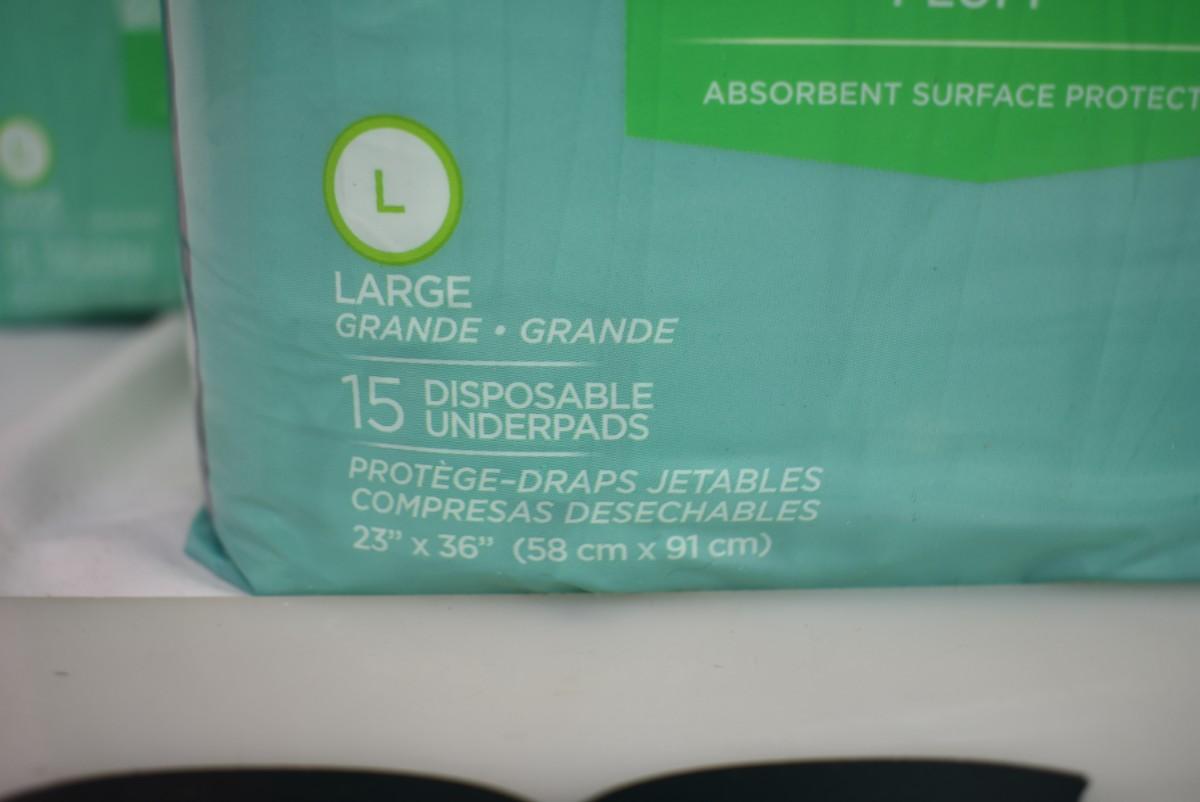 ABSORBENT SURFACE PROTECT
L
LARGE
GRANDE • GRANDE
15 DISPOSABLE
UNDERPADS
PROTÈGE-DRAPS JETABLES
COMPRESAS DESECHABLES
23” x 36” (58 cm x 91 cm)